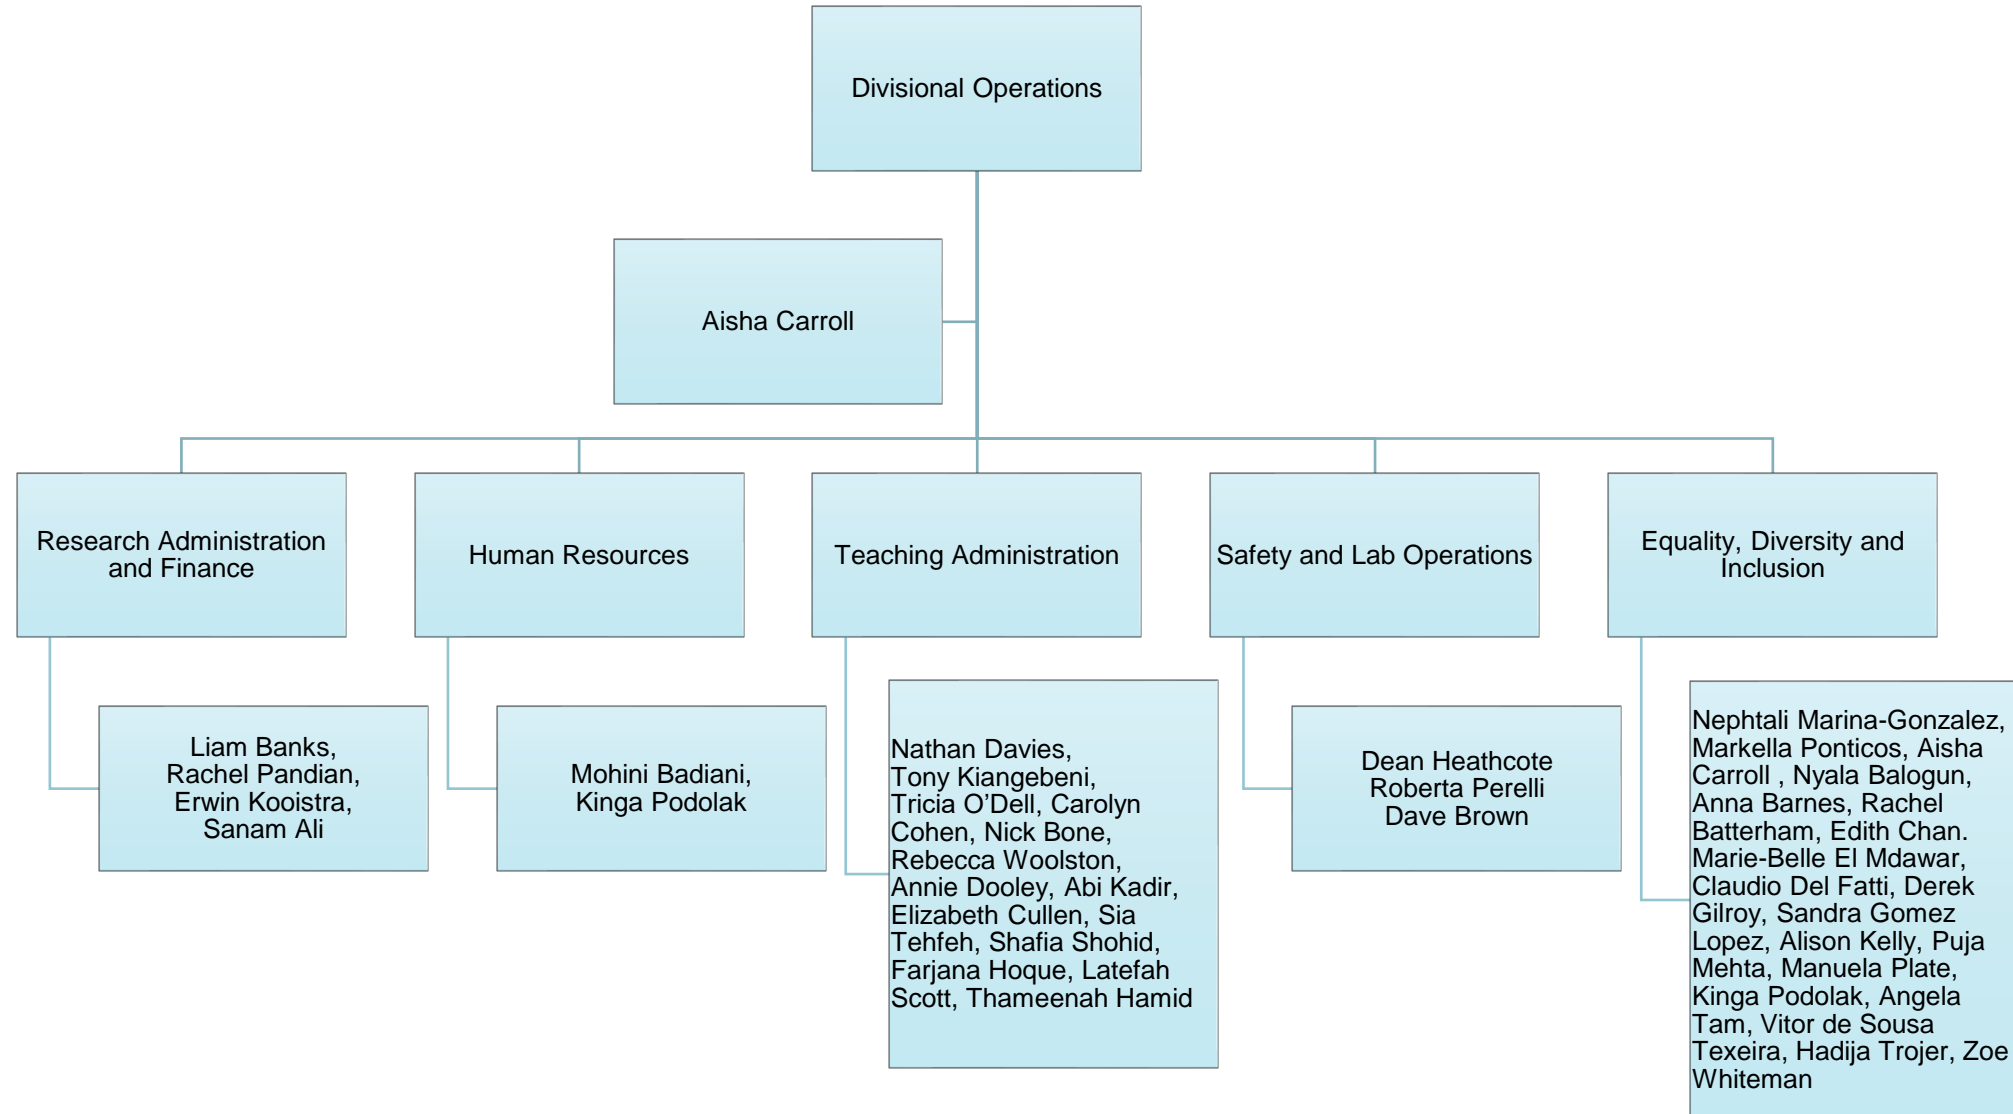 Divisional Operations
Aisha Carroll
Research Administration
and Finance
Human Resources
Teaching Administration
Safety and Lab Operations
Equality, Diversity and
Inclusion
Liam Banks,
Rachel Pandian,
Erwin Kooistra,
Sanam Ali
Mohini Badiani,
Kinga Podolak
Nathan Davies,
Tony Kiangebeni,
Tricia O’Dell, Carolyn
Cohen, Nick Bone,
Rebecca Woolston,
Annie Dooley, Abi Kadir,
Elizabeth Cullen, Sia
Tehfeh, Shafia Shohid,
Farjana Hoque, Latefah
Scott, Thameenah Hamid
Dean Heathcote
Roberta Perelli
Dave Brown
Nephtali Marina-Gonzalez,
Markella Ponticos, Aisha
Carroll , Nyala Balogun,
Anna Barnes, Rachel
Batterham, Edith Chan.
Marie-Belle El Mdawar,
Claudio Del Fatti, Derek
Gilroy, Sandra Gomez
Lopez, Alison Kelly, Puja
Mehta, Manuela Plate,
Kinga Podolak, Angela
Tam, Vitor de Sousa
Texeira, Hadija Trojer, Zoe
Whiteman